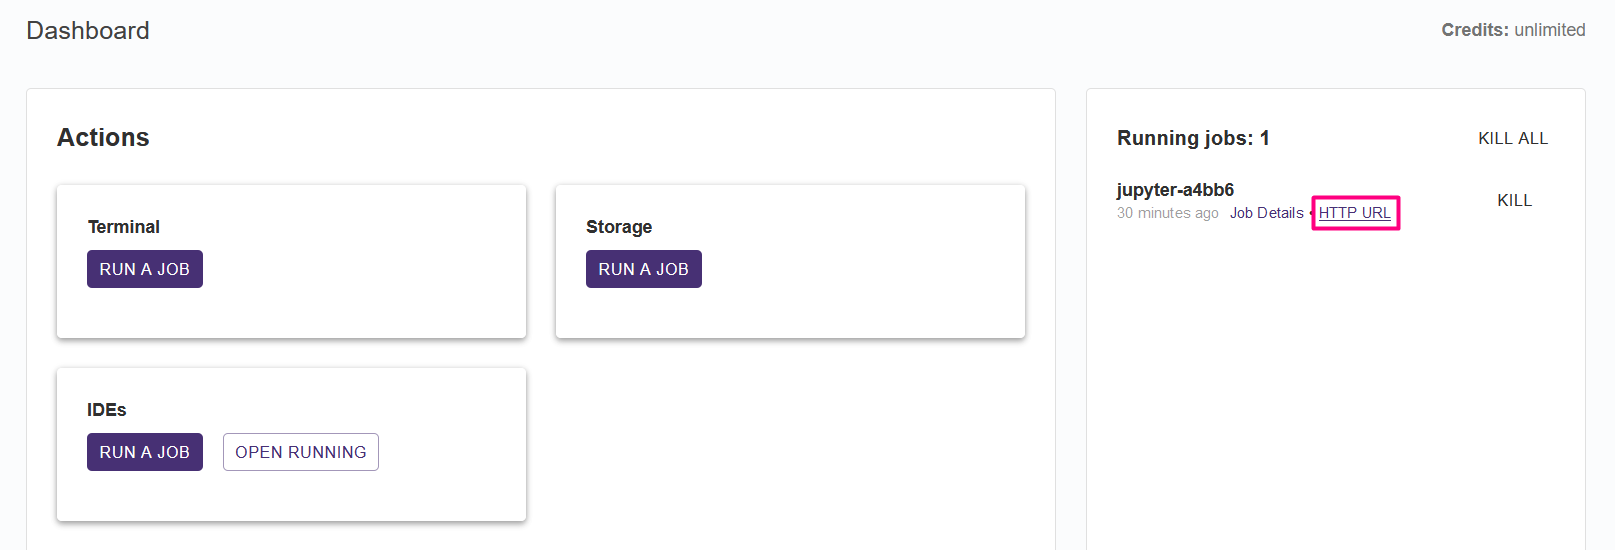 Dashboard
Credits: unlimited
Actions
Terminal
RUN A JOB
Storage
RUN A JOB
IDEs
RUN A JOB
OPEN RUNNING
Running jobs: 1
KILL ALL
jupyter-a4bb6
30 minutes ago Job Details • HTTP URL
KILL